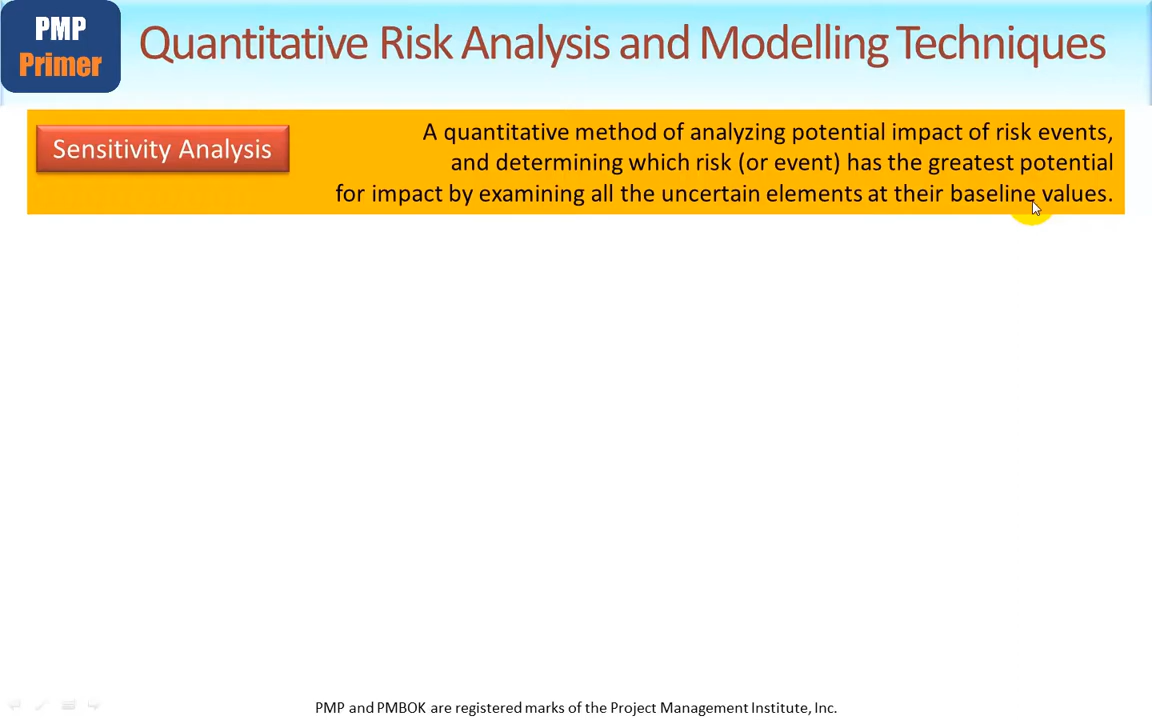 PMP
Primer
Quantitative Risk Analysis and Modelling Techniques
Sensitivity Analysis
A quantitative method of analyzing potential impact of risk events,
and determining which risk (or event) has the greatest potential
for impact by examining all the uncertain elements at their baseline values.
PMP and PMBOK are registered marks of the Project Management Institute, Inc.